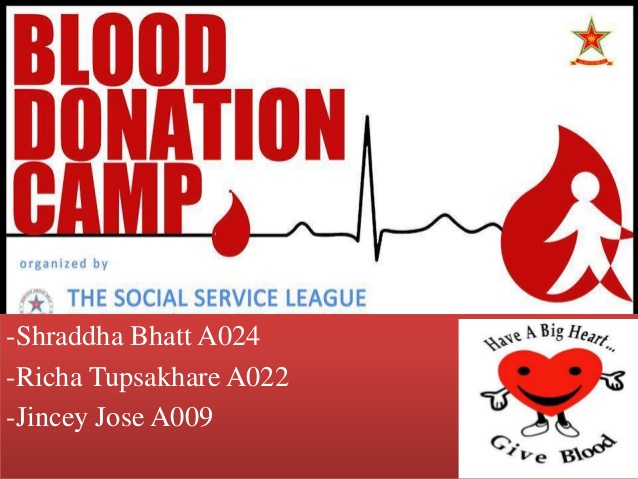 BLOOD
DONATION
CAMP
organized by
THE SOCIAL SERVICE LEAGUE
-Shraddha Bhatt A024
-Richa Tupsakhare A022
-Jincey Jose A009
Have A Big Heart...
Give Blood